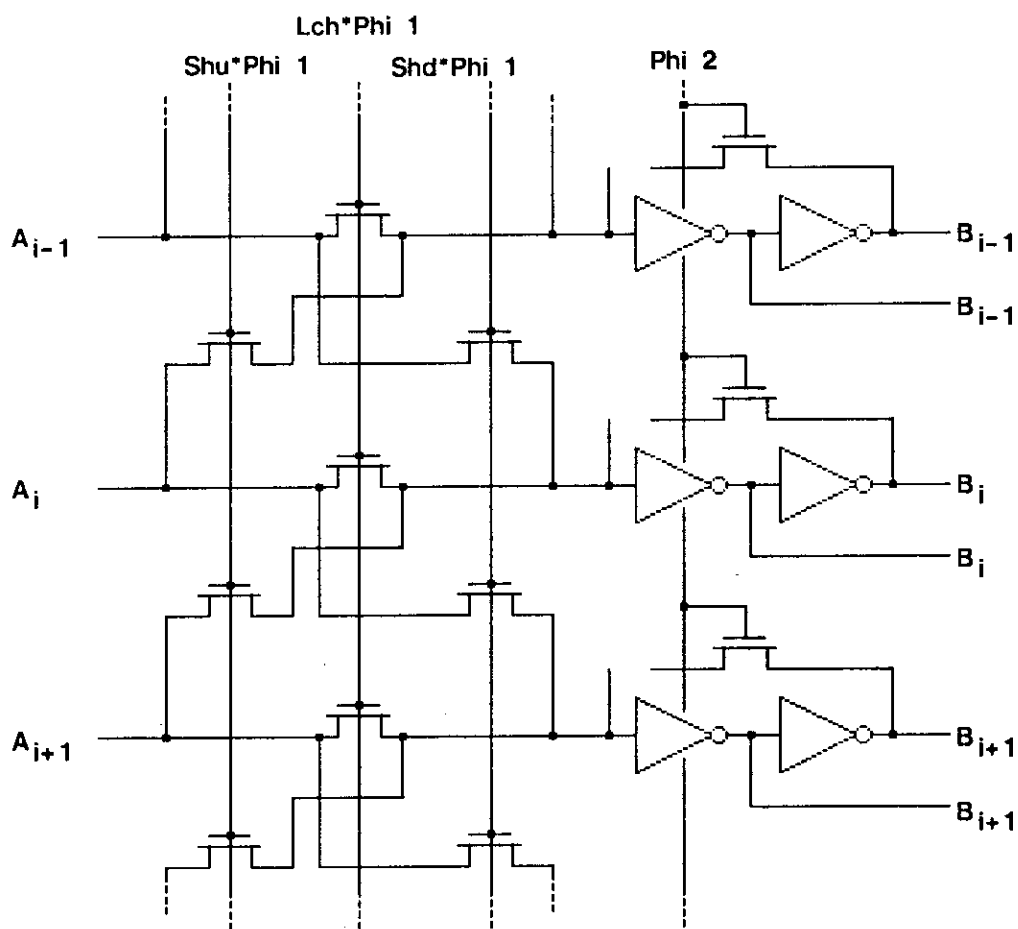 Lch*Phi 1
Shu*Phi 1 Shd*Phi 1 Phi 2
A i-1 B i-1
B i-1
A i B i
B i
A i+1 B i+1
B i+1